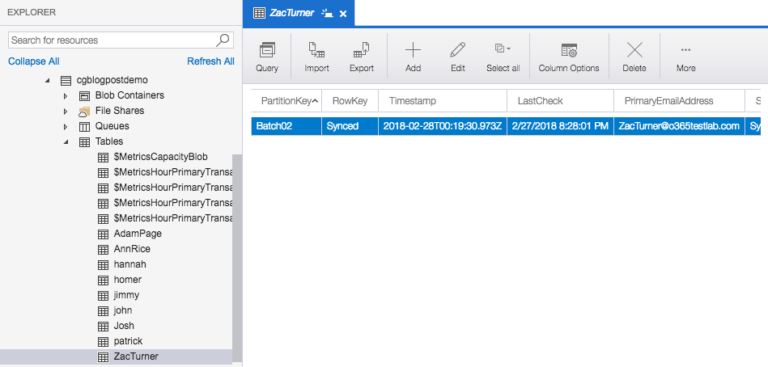 EXPLORER
Search for resources
Collapse All
Refresh All
cgblogpostdemo
Blob Containers
File Shares
Queues
Tables
$MetricsCapacityBlob
$MetricsHourPrimaryTransa
$MetricsHourPrimaryTransa
$MetricsHourPrimaryTransa
AdamPage
AnnRice
hannah
homer
jimmy
john
Josh
patrick
ZacTurner
ZacTurner
Query Import Export Add Edit Select all Column Options Delete More
PartitionKey RowKey Timestamp LastCheck PrimaryEmailAddress S
Batch02 Synced 2018-02-28T00:19:30.973Z 2/27/2018 8:28:01 PM ZacTurner@o365testlab.com Sy